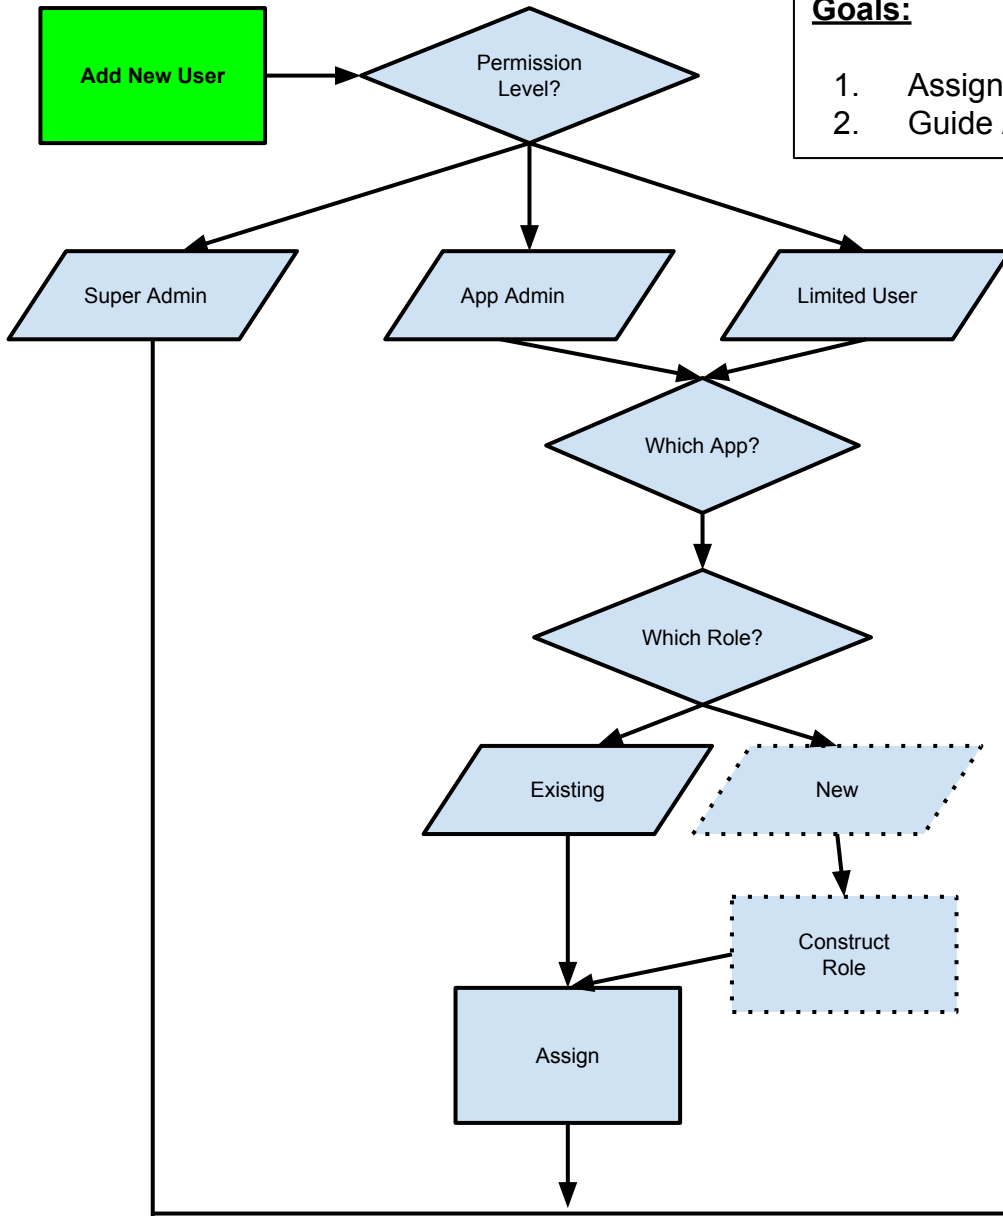 Goals:
Add New User
Permission
Level?
1. Assign
2. Guide
Super Admin
App Admin
Limited User
Which App?
Which Role?
Existing
New
Construct
Role
Assign